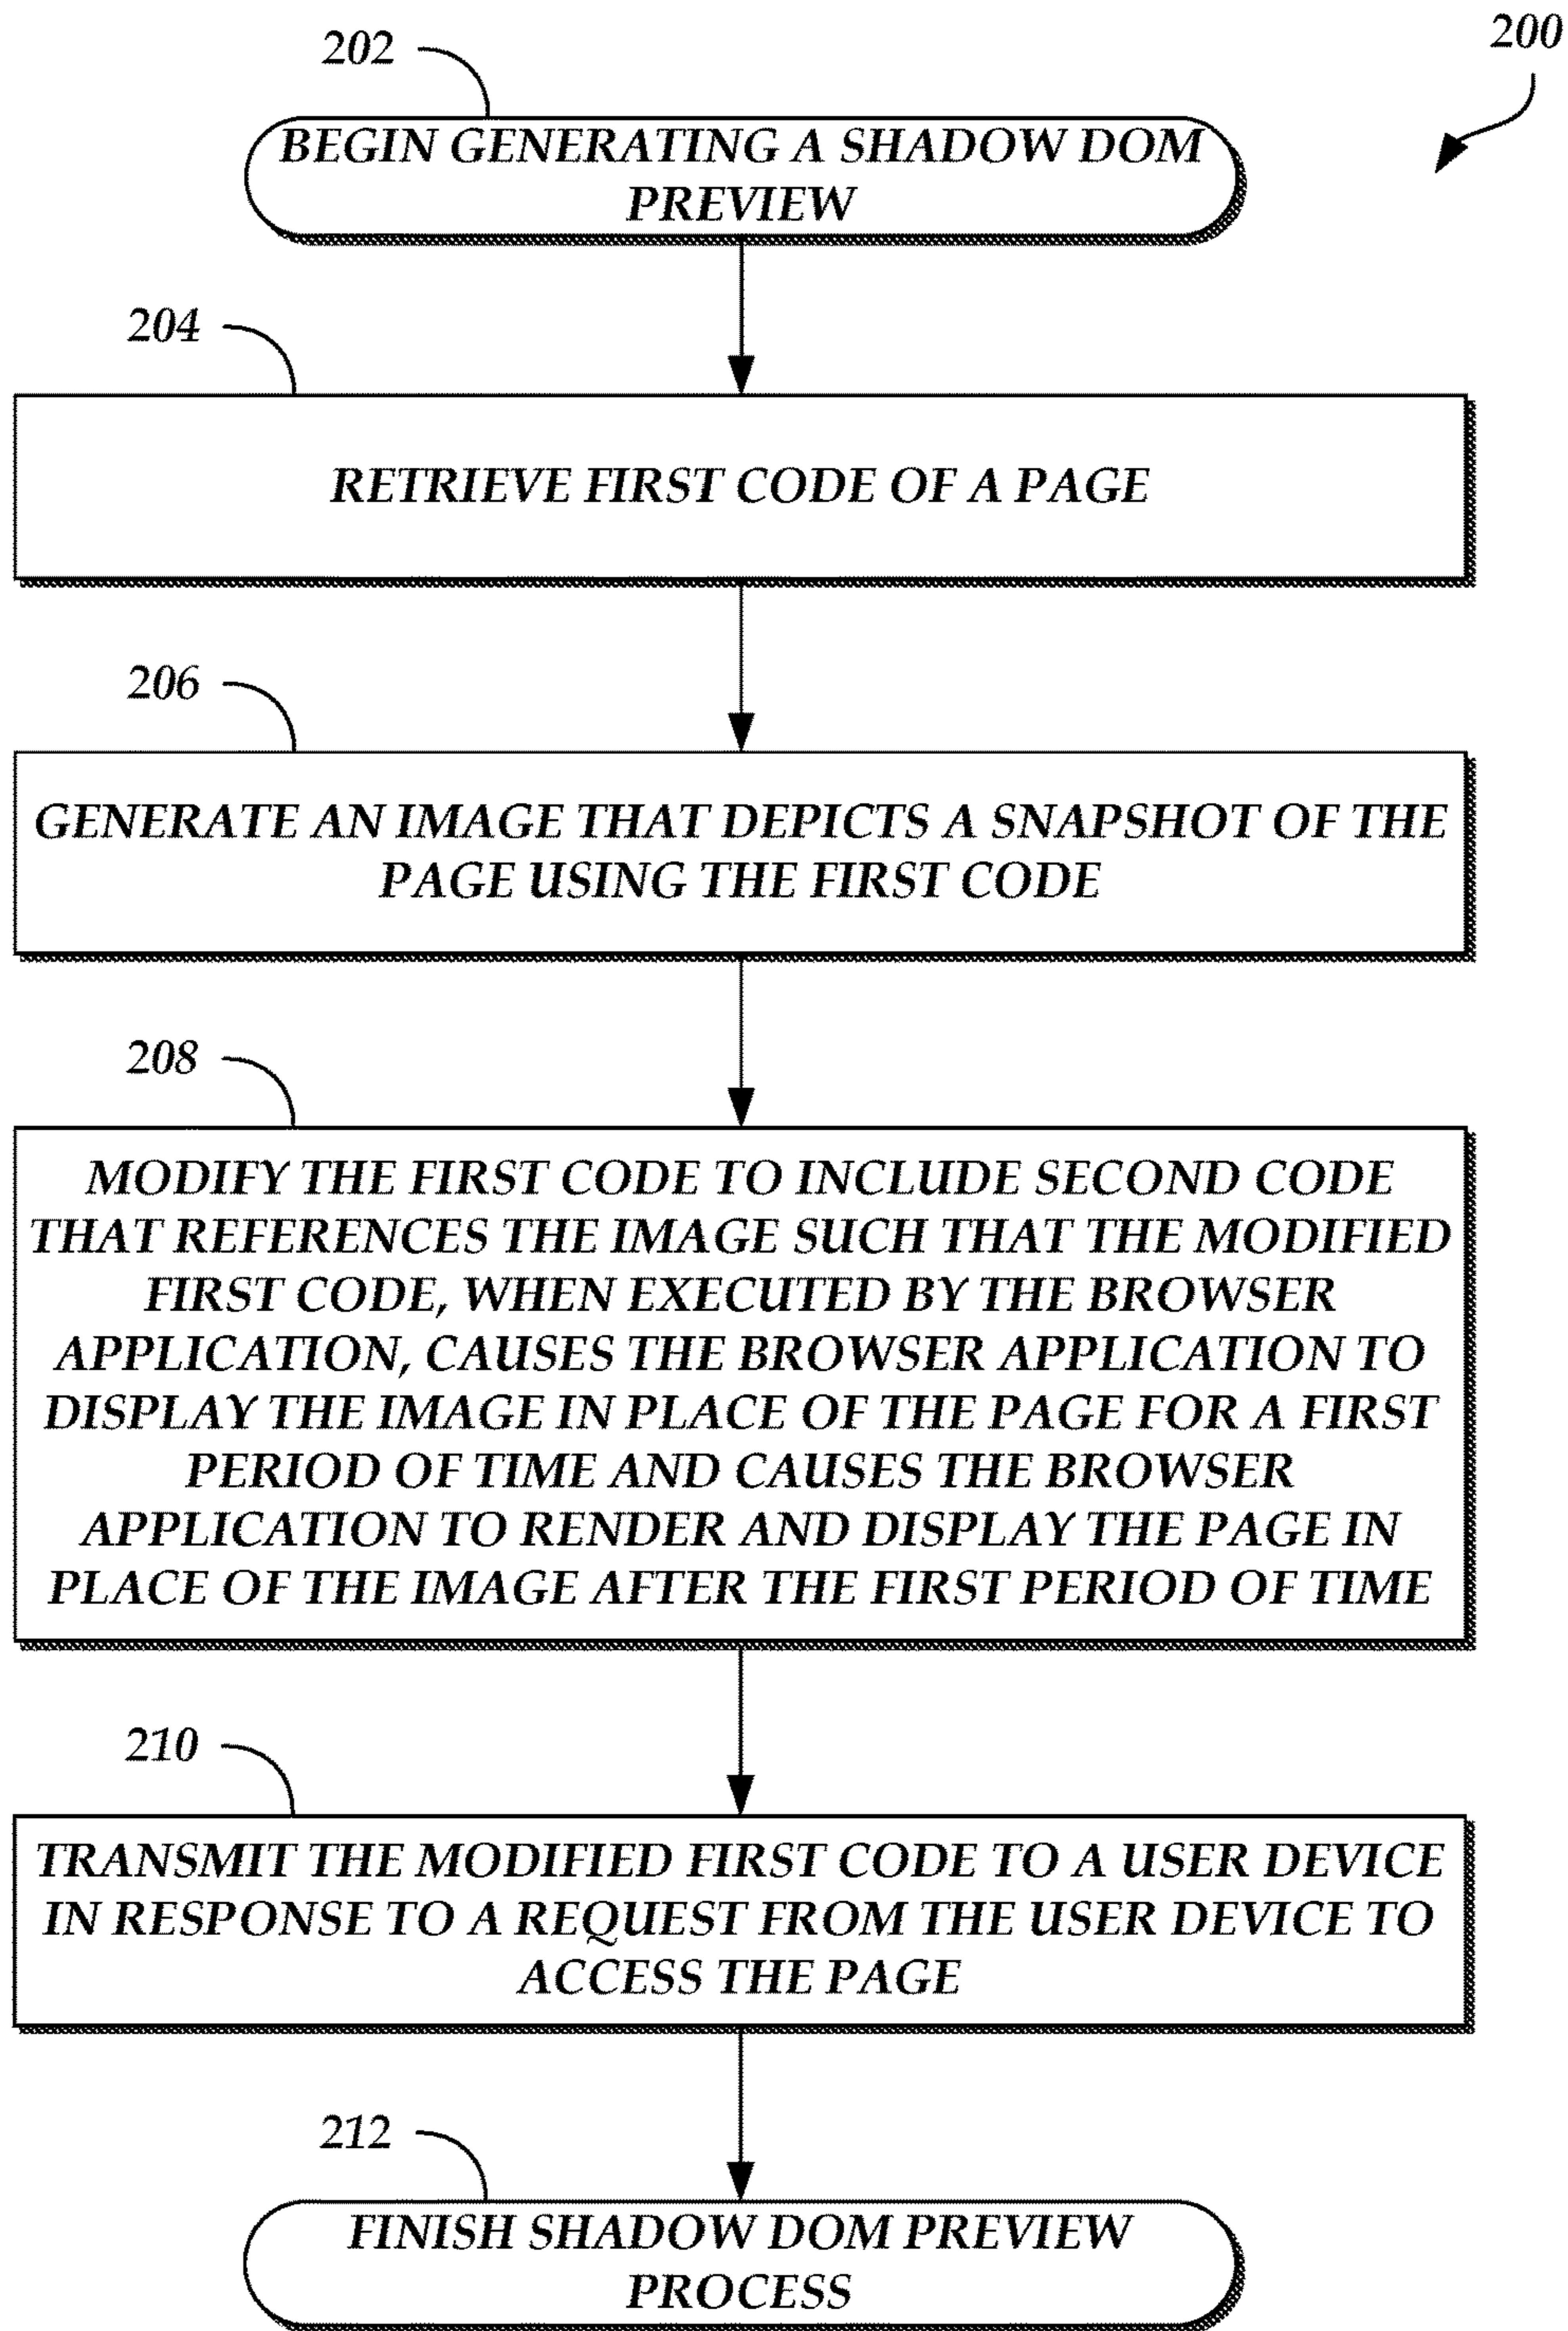 200
202
BEGIN GENERATING A SHADOW DOM
PREVIEW
204
RETRIEVE FIRST CODE OF A PAGE
206
GENERATE AN IMAGE THAT DEPICTS A SNAPSHOT OF THE
PAGE USING THE FIRST CODE
208
MODIFY THE FIRST CODE TO INCLUDE SECOND CODE
THAT REFERENCES THE IMAGE SUCH THAT THE MODIFIED
FIRST CODE, WHEN EXECUTED BY THE BROWSER
APPLICATION, CAUSES THE BROWSER APPLICATION TO
DISPLAY THE IMAGE IN PLACE OF THE PAGE FOR A FIRST
PERIOD OF TIME AND CAUSES THE BROWSER
APPLICATION TO RENDER AND DISPLAY THE PAGE IN
PLACE OF THE IMAGE AFTER THE FIRST PERIOD OF TIME
210
TRANSMIT THE MODIFIED FIRST CODE TO A USER DEVICE
IN RESPONSE TO A REQUEST FROM THE USER DEVICE TO
ACCESS THE PAGE
212
FINISH SHADOW DOM PREVIEW
PROCESS